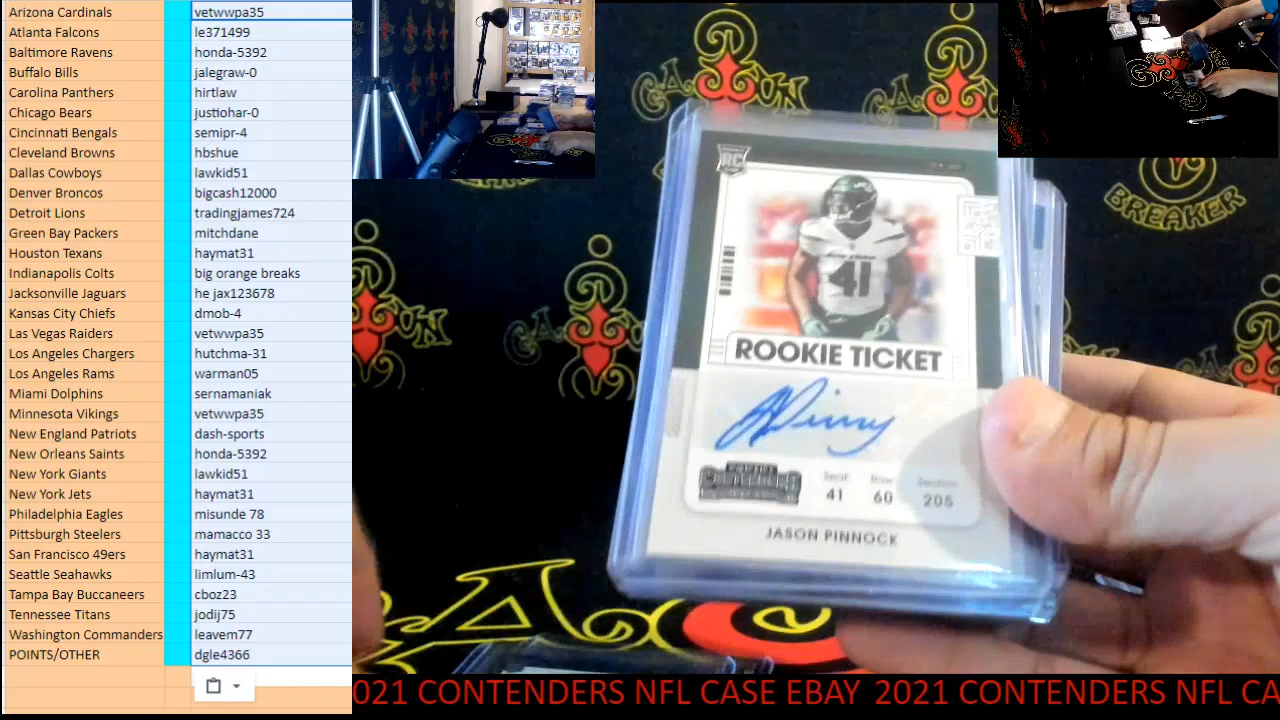 Arizona Cardinals vetwwpa35
Atlanta Falcons le371499
Baltimore Ravens honda-5392
Buffalo Bills jalegraw-0
Carolina Panthers hirtlaw
Chicago Bears justiohar-0
Cincinnati Bengals semipr-4
Cleveland Browns hbshue
Dallas Cowboys lawkid51
Denver Broncos bigcash12000
Detroit Lions tradingjames724
Green Bay Packers mitchdane
Houston Texans haymat31
Indianapolis Colts big orange breaks
Jacksonville Jaguars he jax123678
Kansas City Chiefs dmob-4
Las Vegas Raiders vetwwpa35
Los Angeles Chargers hutchma-31
Los Angeles Rams warman05
Miami Dolphins sernamaniak
Minnesota Vikings vetwwpa35
New England Patriots dash-sports
New Orleans Saints honda-5392
New York Giants lawkid51
New York Jets haymat31
Philadelphia Eagles misunde 78
Pittsburgh Steelers mamacco 33
San Francisco 49ers haymat31
Seattle Seahawks limlum-43
Tampa Bay Buccaneers cboz23
Tennessee Titans jodij75
Washington Commanders leavem77
POINTS/OTHER dgle4366
RC
41
ROOKIE TICKET
Seat Row Section
41 60 205
JASON PINNOCK
BREAKER
021 CONTENDERS NFL CASE EBAY 2021 CONTENDERS NFL CA